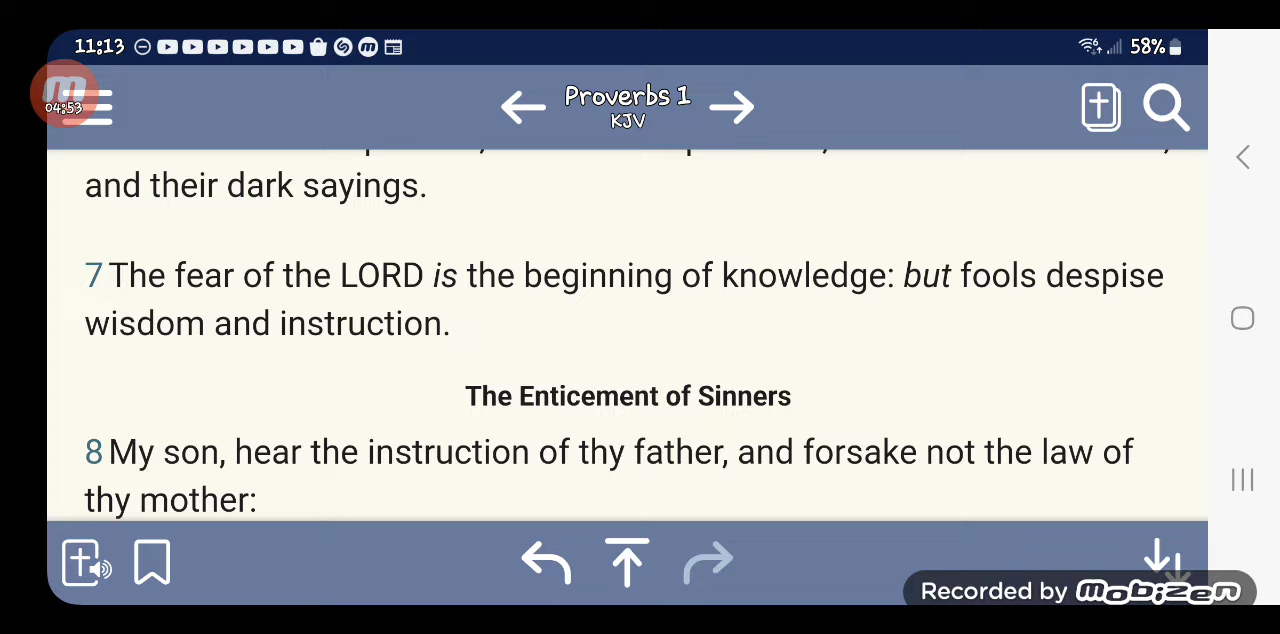 11:13
58%
04:53
Proverbs 1
KJV
and their dark sayings.
7 The fear of the LORD is the beginning of knowledge: but fools despise
wisdom and instruction.
The Enticement of Sinners
8 My son, hear the instruction of thy father, and forsake not the law of
thy mother:
Recorded by mobizen